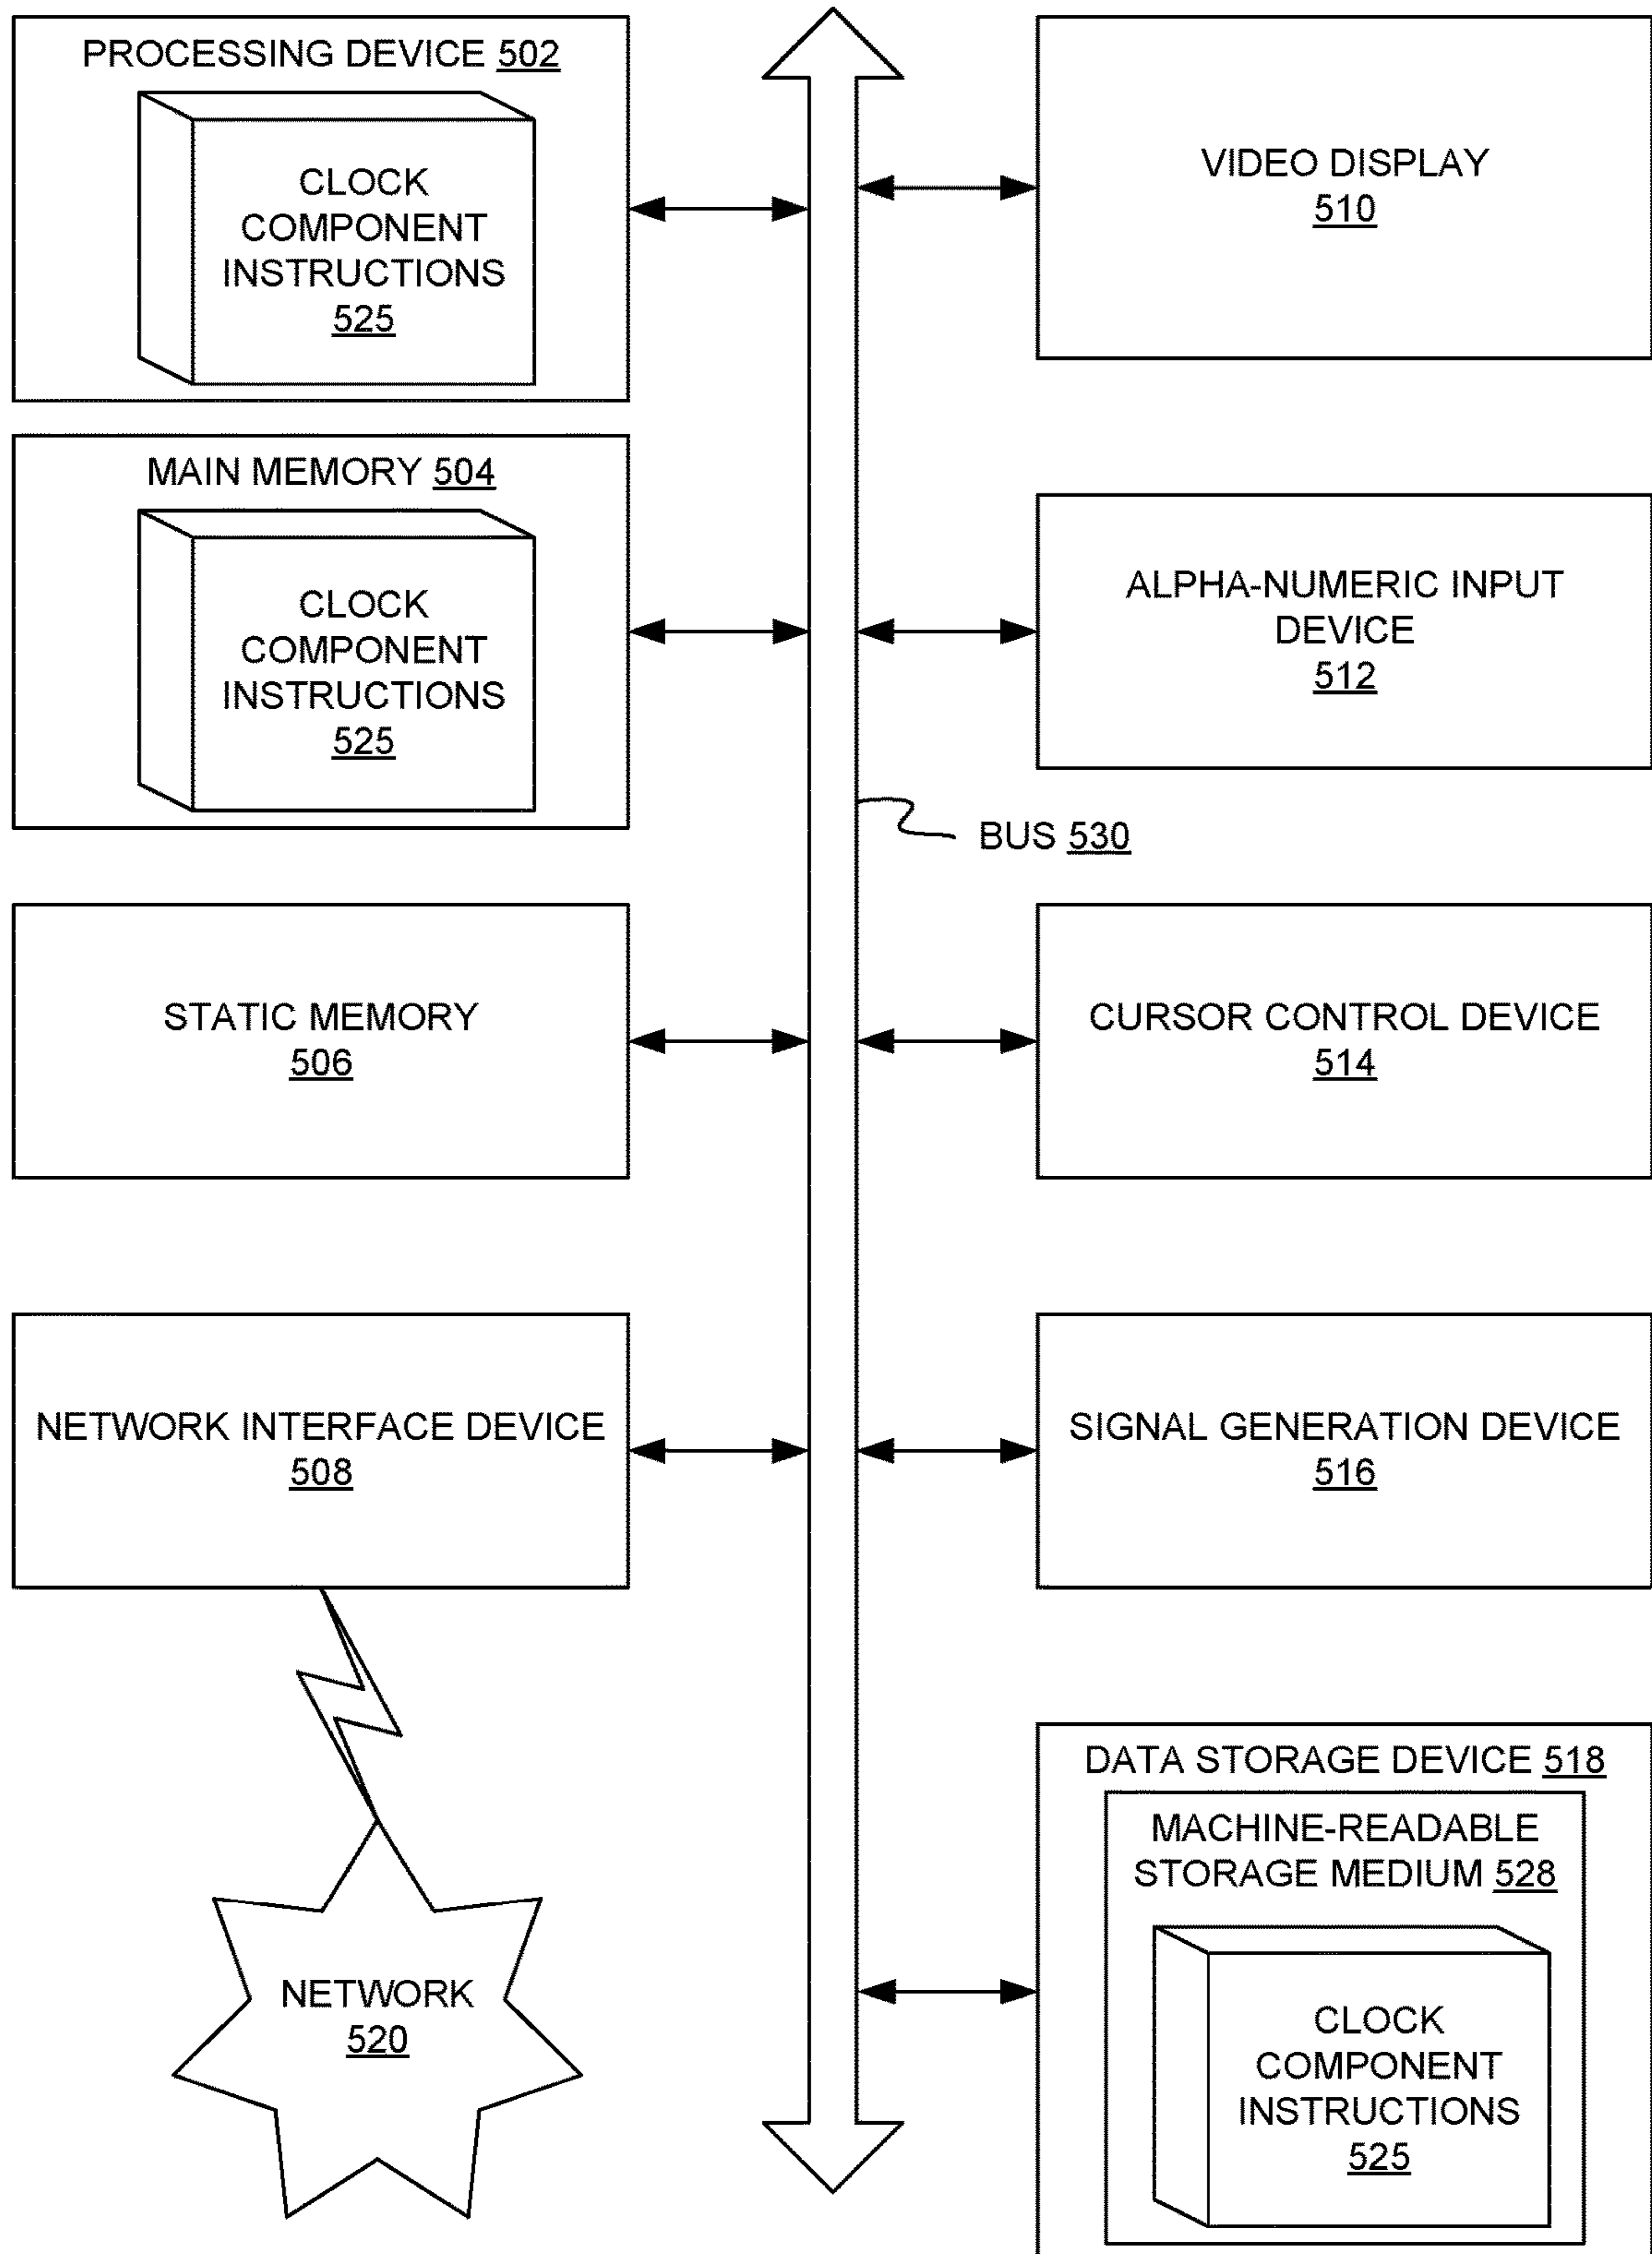 PROCESSING DEVICE 502
CLOCK
COMPONENT
INSTRUCTIONS
525
MAIN MEMORY 504
CLOCK
COMPONENT
INSTRUCTIONS
525
STATIC MEMORY
506
NETWORK INTERFACE DEVICE
508
NETWORK
520
BUS 530
VIDEO DISPLAY
510
ALPHA-NUMERIC INPUT
DEVICE
512
CURSOR CONTROL DEVICE
514
SIGNAL GENERATION DEVICE
516
DATA STORAGE DEVICE 518
MACHINE-READABLE
STORAGE MEDIUM 528
CLOCK
COMPONENT
INSTRUCTIONS
525